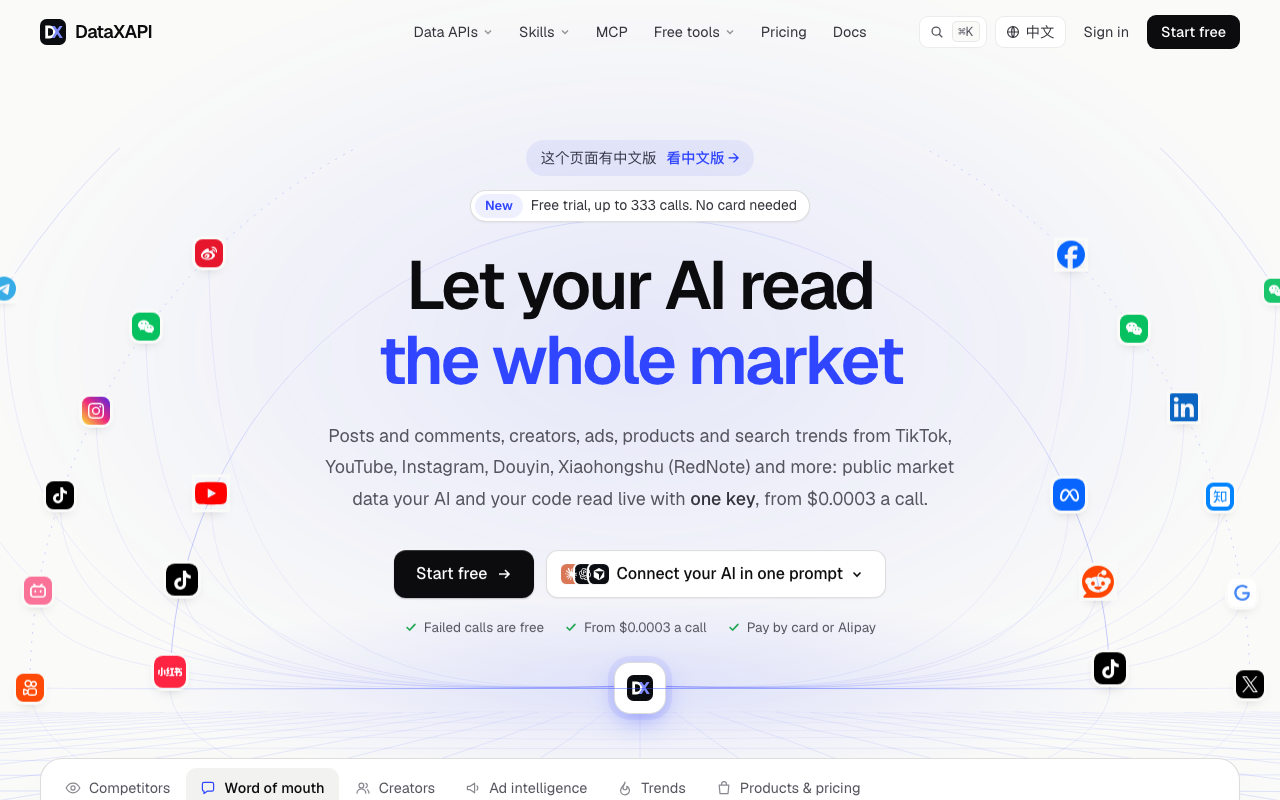 DX DataXAPI
Data APIs Skills MCP Free tools Pricing Docs ⌘K 中文 Sign in Start free
这个页面有中文版 看中文版 →
New Free trial, up to 333 calls. No card needed
Let your AI read
the whole market
Posts and comments, creators, ads, products and search trends from TikTok,
YouTube, Instagram, Douyin, Xiaohongshu (RedNote) and more: public market
data your AI and your code read live with one key, from $0.0003 a call.
Start free → Connect your AI in one prompt
Failed calls are free From $0.0003 a call Pay by card or Alipay
知
in
小红书
DX
Competitors Word of mouth Creators Ad intelligence Trends Products & pricing